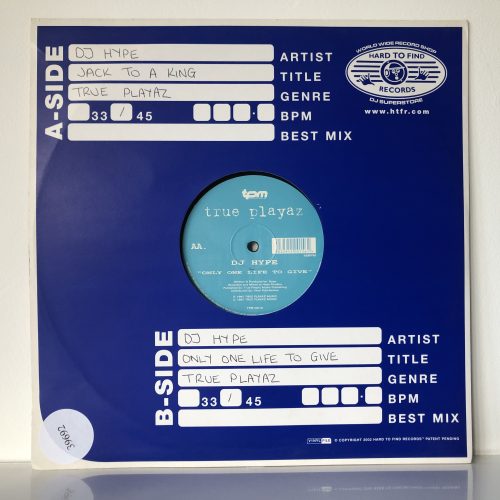 A-SIDE
DJ HYPE ARTIST
JACK TO A KING TITLE
TRUE PLAYAZ GENRE
33 / 45 BPM
BEST MIX
WORLD WIDE RECORD SHOP
HARD TO FIND
RECORDS
DJ SUPERSTORE
www.htfr.com
tpm
true playaz
AA.
DJ HYPE
"ONLY ONE LIFE TO GIVE"
B-SIDE
DJ HYPE ARTIST
ONLY ONE LIFE TO GIVE TITLE
TRUE PLAYAZ GENRE
33 / 45 BPM
BEST MIX
39692
VINYL FILE © COPYRIGHT 2002 HARD TO FIND RECORDS PATENT PENDING